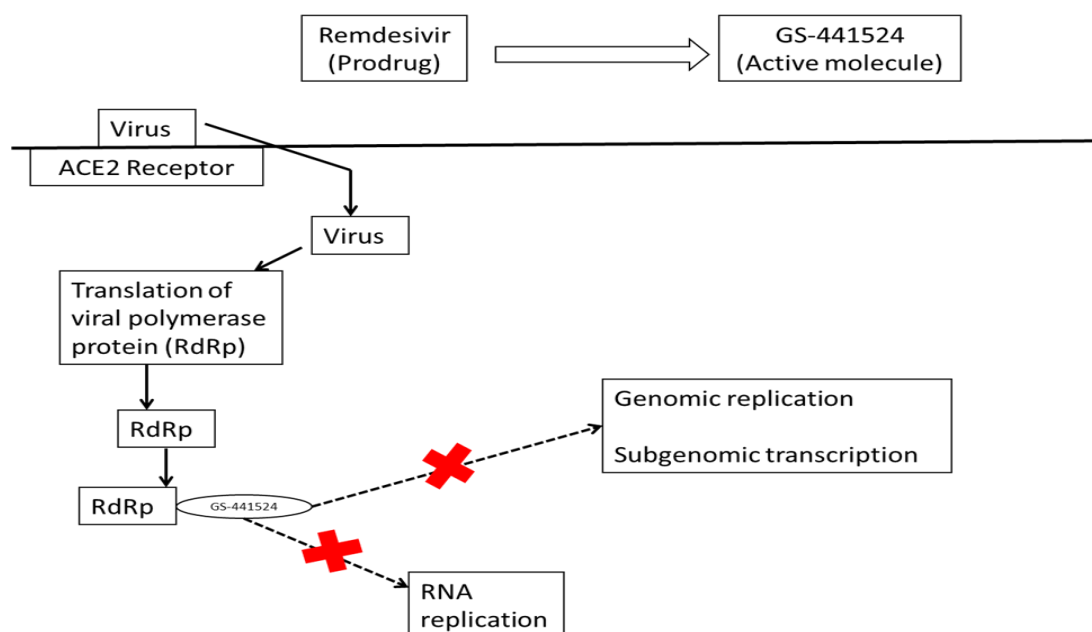 Remdesivir
(Prodrug)
GS-441524
(Active molecule)
Virus
ACE2 Receptor
Virus
Translation of
viral polymerase
protein (RdRp)
RdRp
RdRp
GS-441524
Genomic replication
Subgenomic transcription
RNA
replication